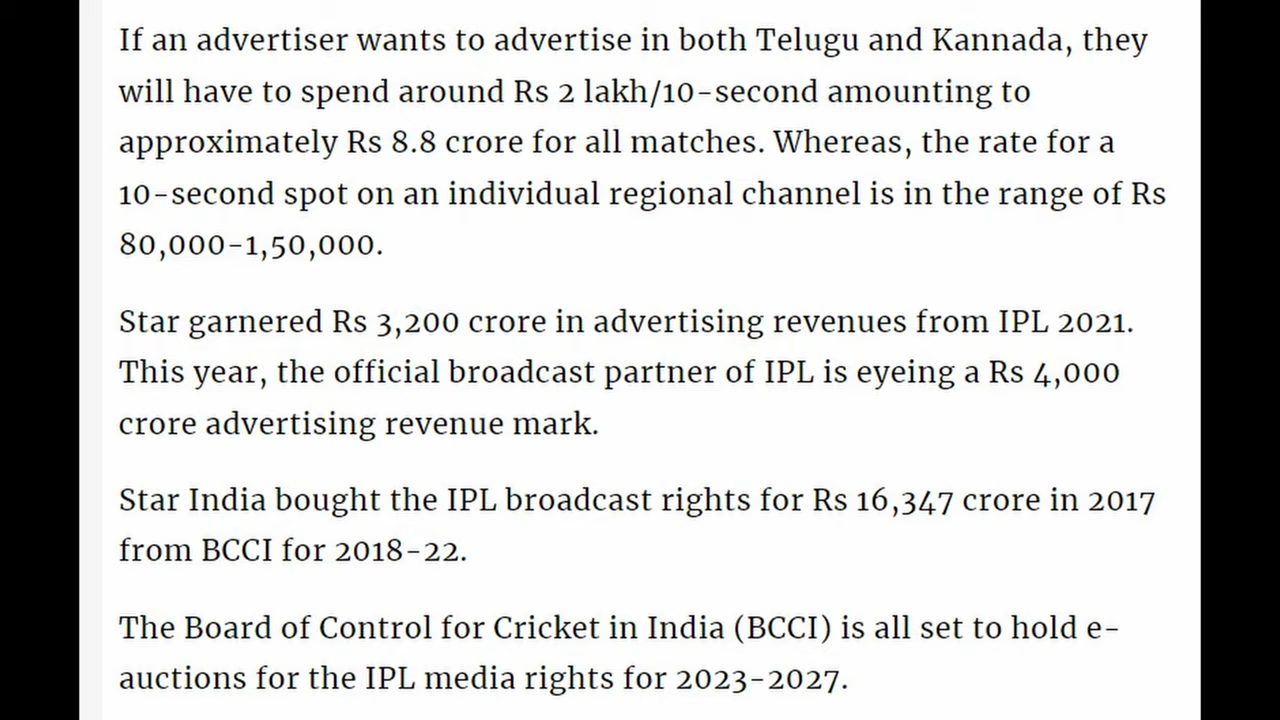 If an advertiser wants to advertise in both Telugu and Kannada, they
will have to spend around Rs 2 lakh/10-second amounting to
approximately Rs 8.8 crore for all matches. Whereas, the rate for a
10-second spot on an individual regional channel is in the range of Rs
80,000-1,50,000.
Star garnered Rs 3,200 crore in advertising revenues from IPL 2021.
This year, the official broadcast partner of IPL is eyeing a Rs 4,000
crore advertising revenue mark.
Star India bought the IPL broadcast rights for Rs 16,347 crore in 2017
from BCCI for 2018-22.
The Board of Control for Cricket in India (BCCI) is all set to hold e-
auctions for the IPL media rights for 2023-2027.